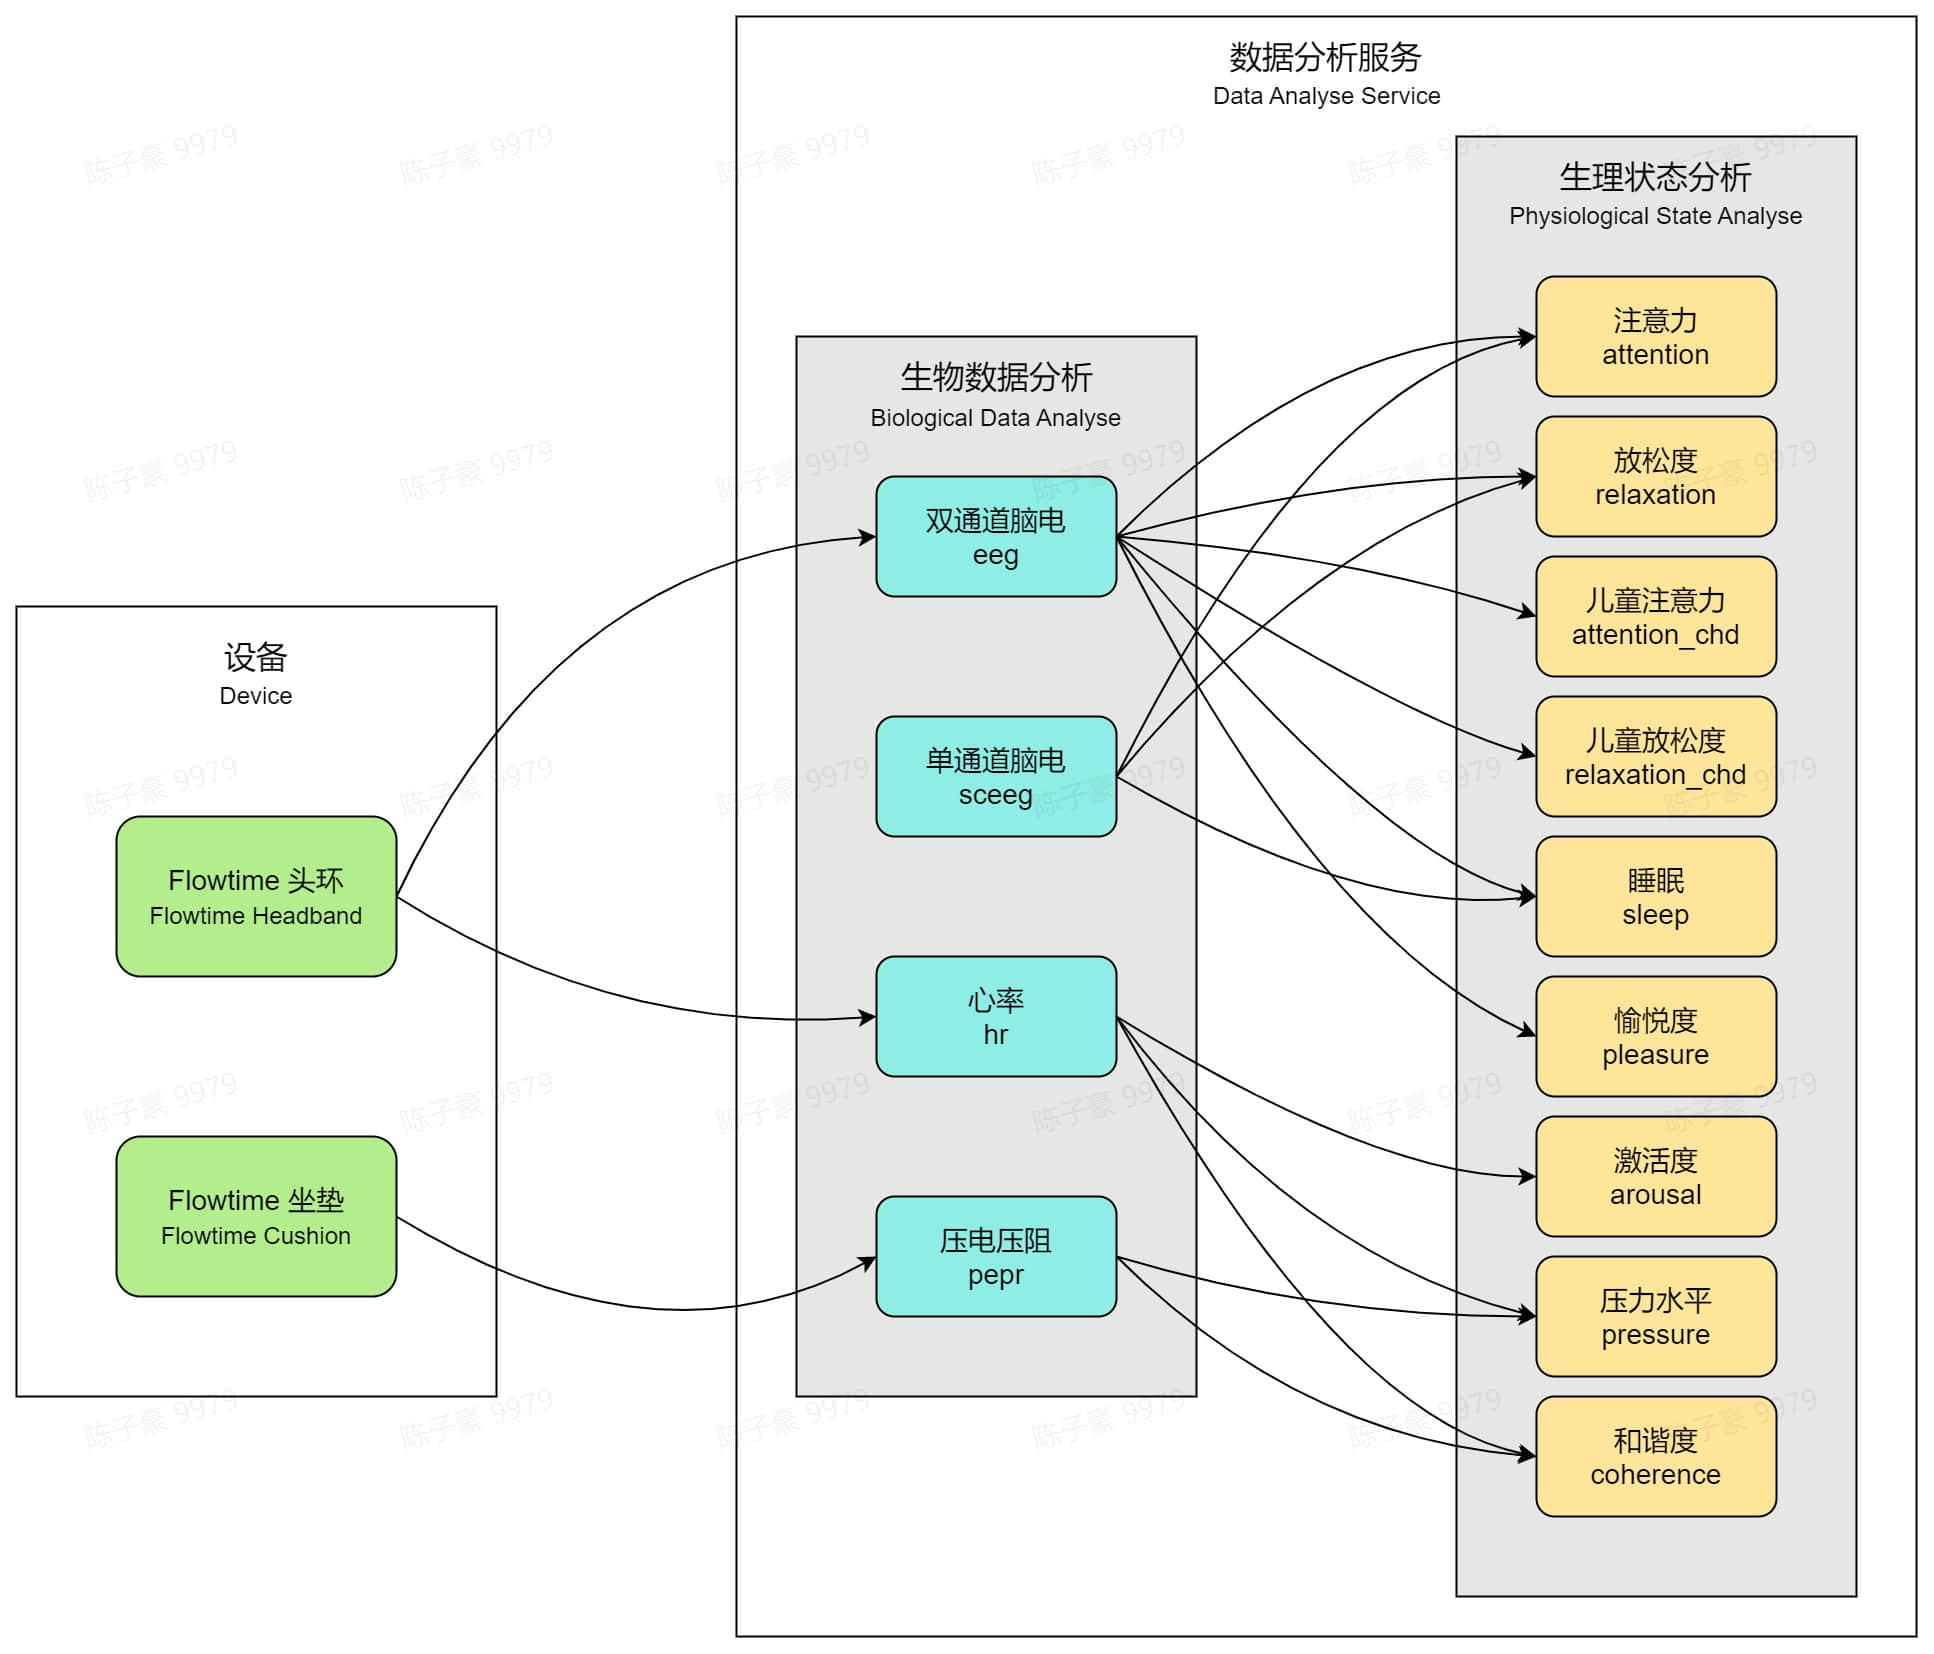 数据分析服务
Data Analyse Service
生理状态分析
Physiological State Analyse
注意力
attention
放松度
relaxation
儿童注意力
attention_chd
儿童放松度
relaxation_chd
睡眠
sleep
愉悦度
pleasure
激活度
arousal
压力水平
pressure
和谐度
coherence
生物数据分析
Biological Data Analyse
双通道脑电
eeg
单通道脑电
sceeg
心率
hr
压电压阻
pepr
设备
Device
Flowtime 头环
Flowtime Headband
Flowtime 坐垫
Flowtime Cushion
陈子豪 9979